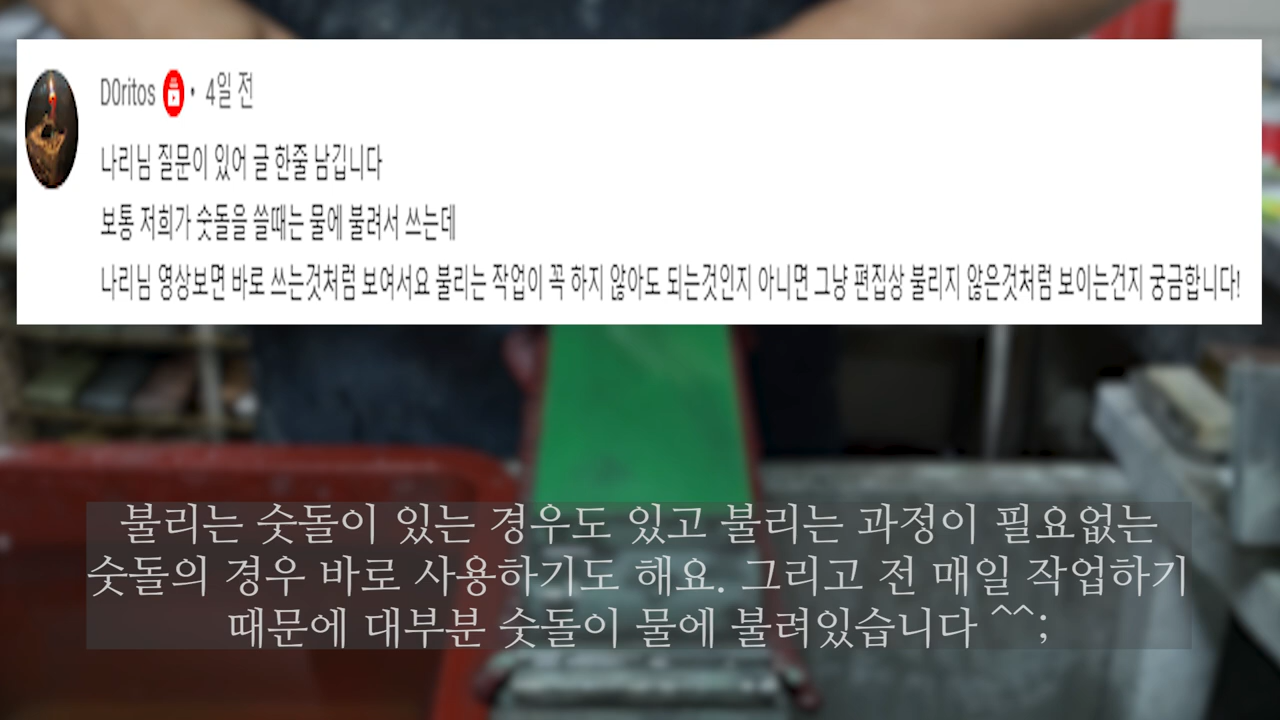 D0ritos • 4일 전
나리님 질문이 있어 글 한줄 남깁니다
보통 저희가 숫돌을 쓸때는 물에 불려서 쓰는데
나리님 영상보면 바로 쓰는것처럼 보여서요 불리는 작업이 꼭 하지 않아도 되는것인지 아니면 그냥 편집상 불리지 않은것처럼 보이는건지 궁금합니다!
불리는 숫돌이 있는 경우도 있고 불리는 과정이 필요없는
숫돌의 경우 바로 사용하기도 해요. 그리고 전 매일 작업하기
때문에 대부분 숫돌이 물에 불려있습니다 ^^;